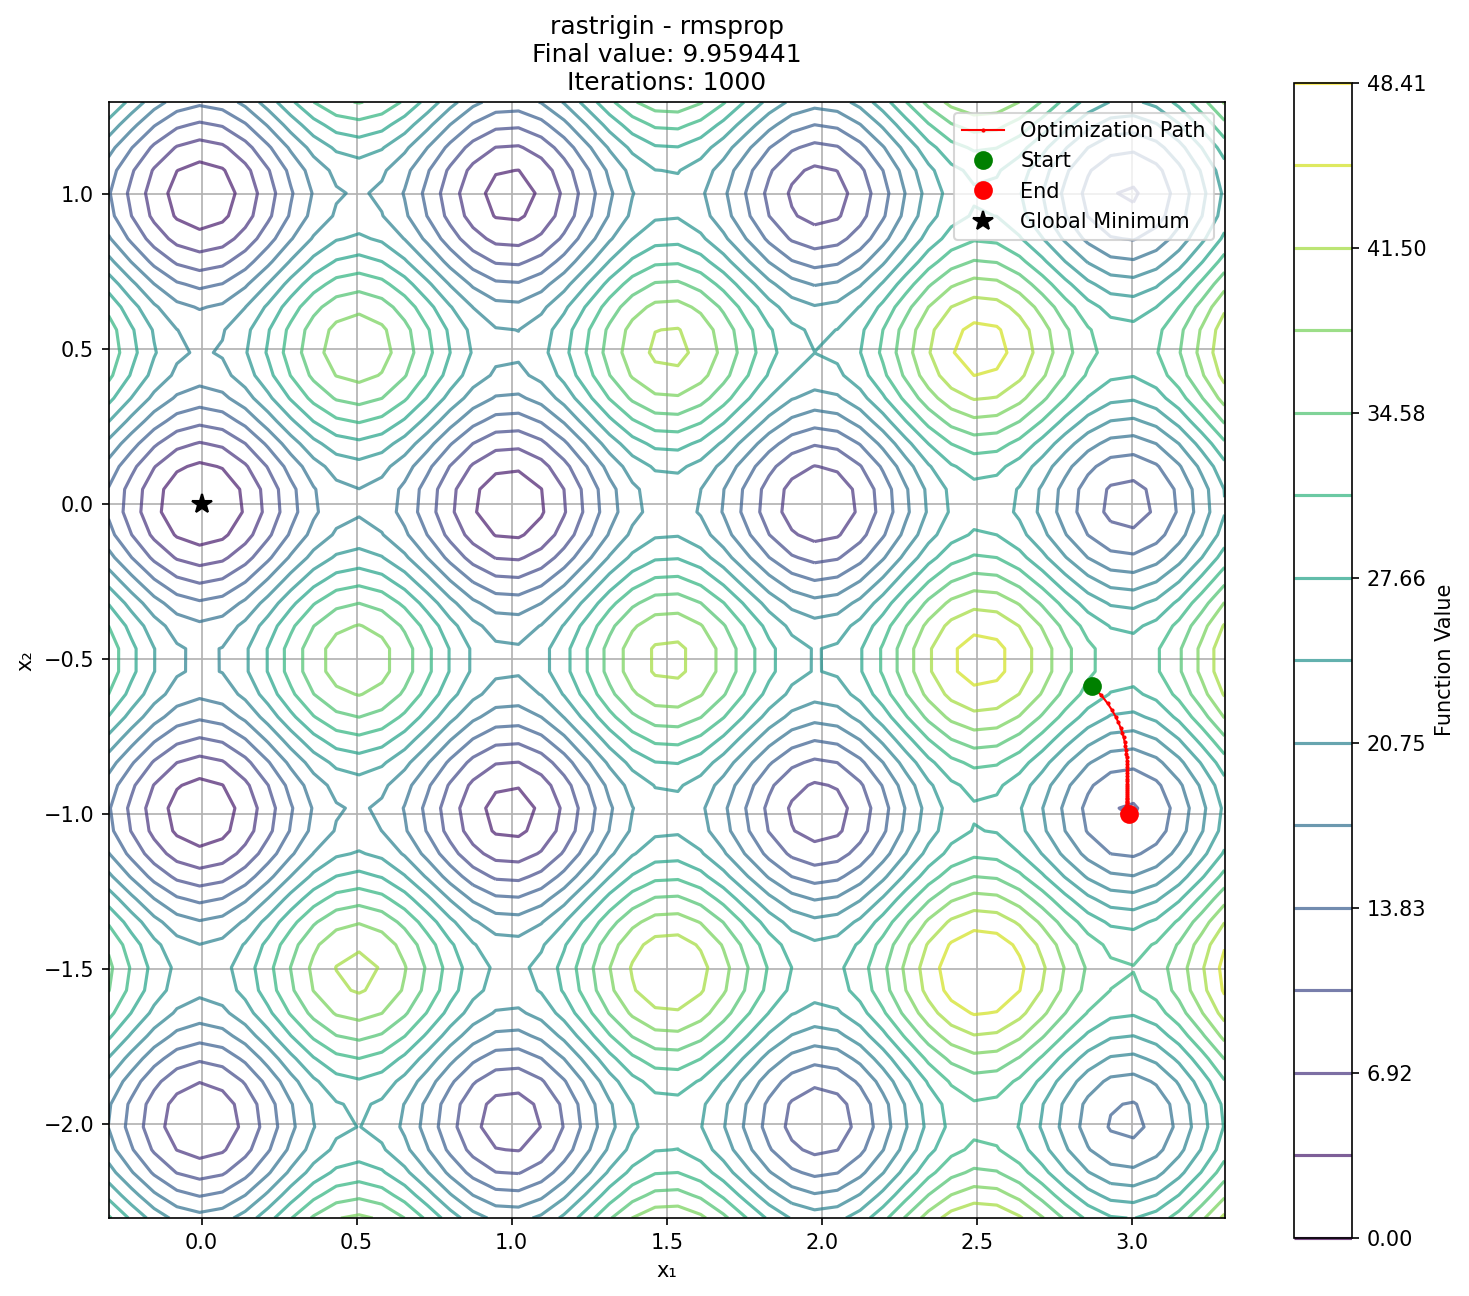 rastrigin - rmsprop
Final value: 9.959441
Iterations: 1000
Optimization Path
Start
End
Global Minimum
1.0
0.5
0.0
−0.5
−1.0
−1.5
−2.0
x₂
0.0
0.5
1.0
1.5
2.0
2.5
3.0
x₁
48.41
41.50
34.58
27.66
20.75
13.83
6.92
0.00
Function Value